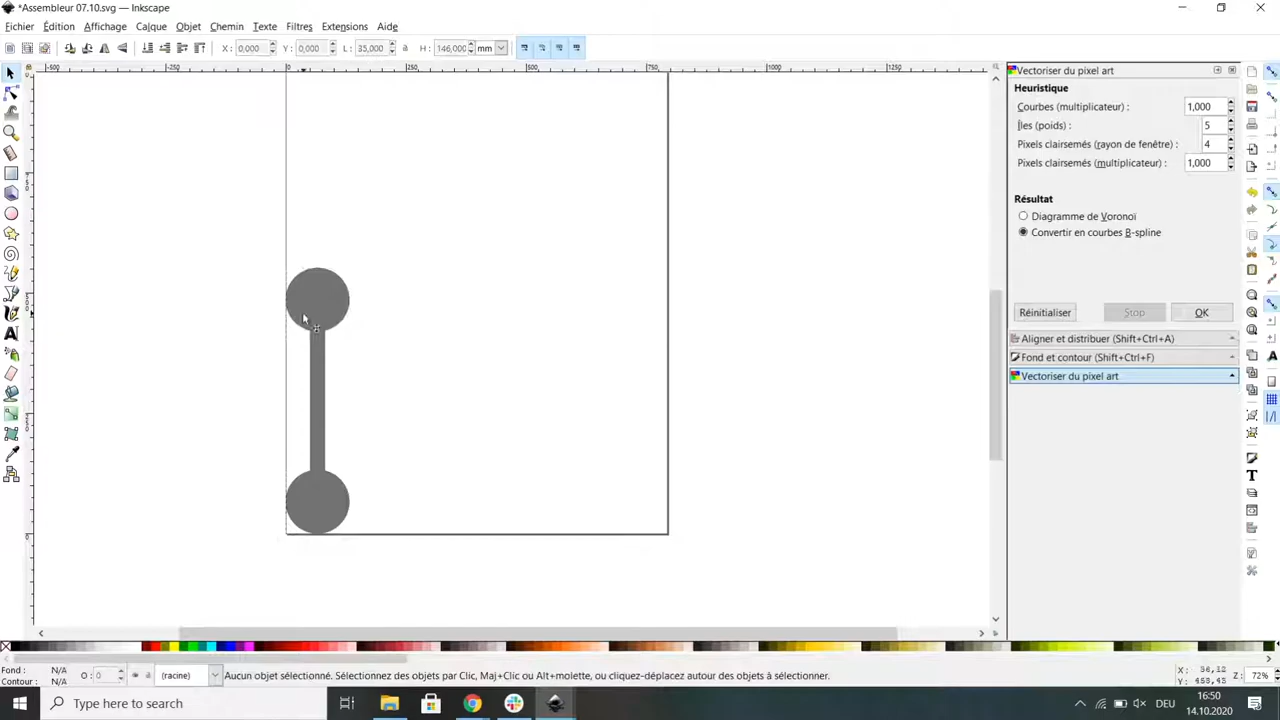 *Assembleur 07.10.svg — Inkscape
Fichier Édition Affichage Calque Objet Chemin Texte Filtres Extensions Aide
X : 0,000 Y : 0,000 L : 35,000 H : 146,000 mm
-500 -250 0 250 500 750 1000 1250
Vectoriser du pixel art
Heuristique
Courbes (multiplicateur) : 1,000
Îles (poids) : 5
Pixels clairsemés (rayon de fenêtre) : 4
Pixels clairsemés (multiplicateur) : 1,000
Résultat
Diagramme de Voronoï
Convertir en courbes B-spline
Réinitialiser Stop OK
Aligner et distribuer (Shift+Ctrl+A)
Fond et contour (Shift+Ctrl+F)
Vectoriser du pixel art
Fond : N/A
Contour : N/A
O : 0
(racine)
Aucun objet sélectionné. Sélectionnez des objets par Clic, Maj+Clic ou Alt+molette, ou cliquez-déplacez autour des objets à sélectionner.
X :
Y :
Z : 72%
Type here to search
DEU
16:50
14.10.2020